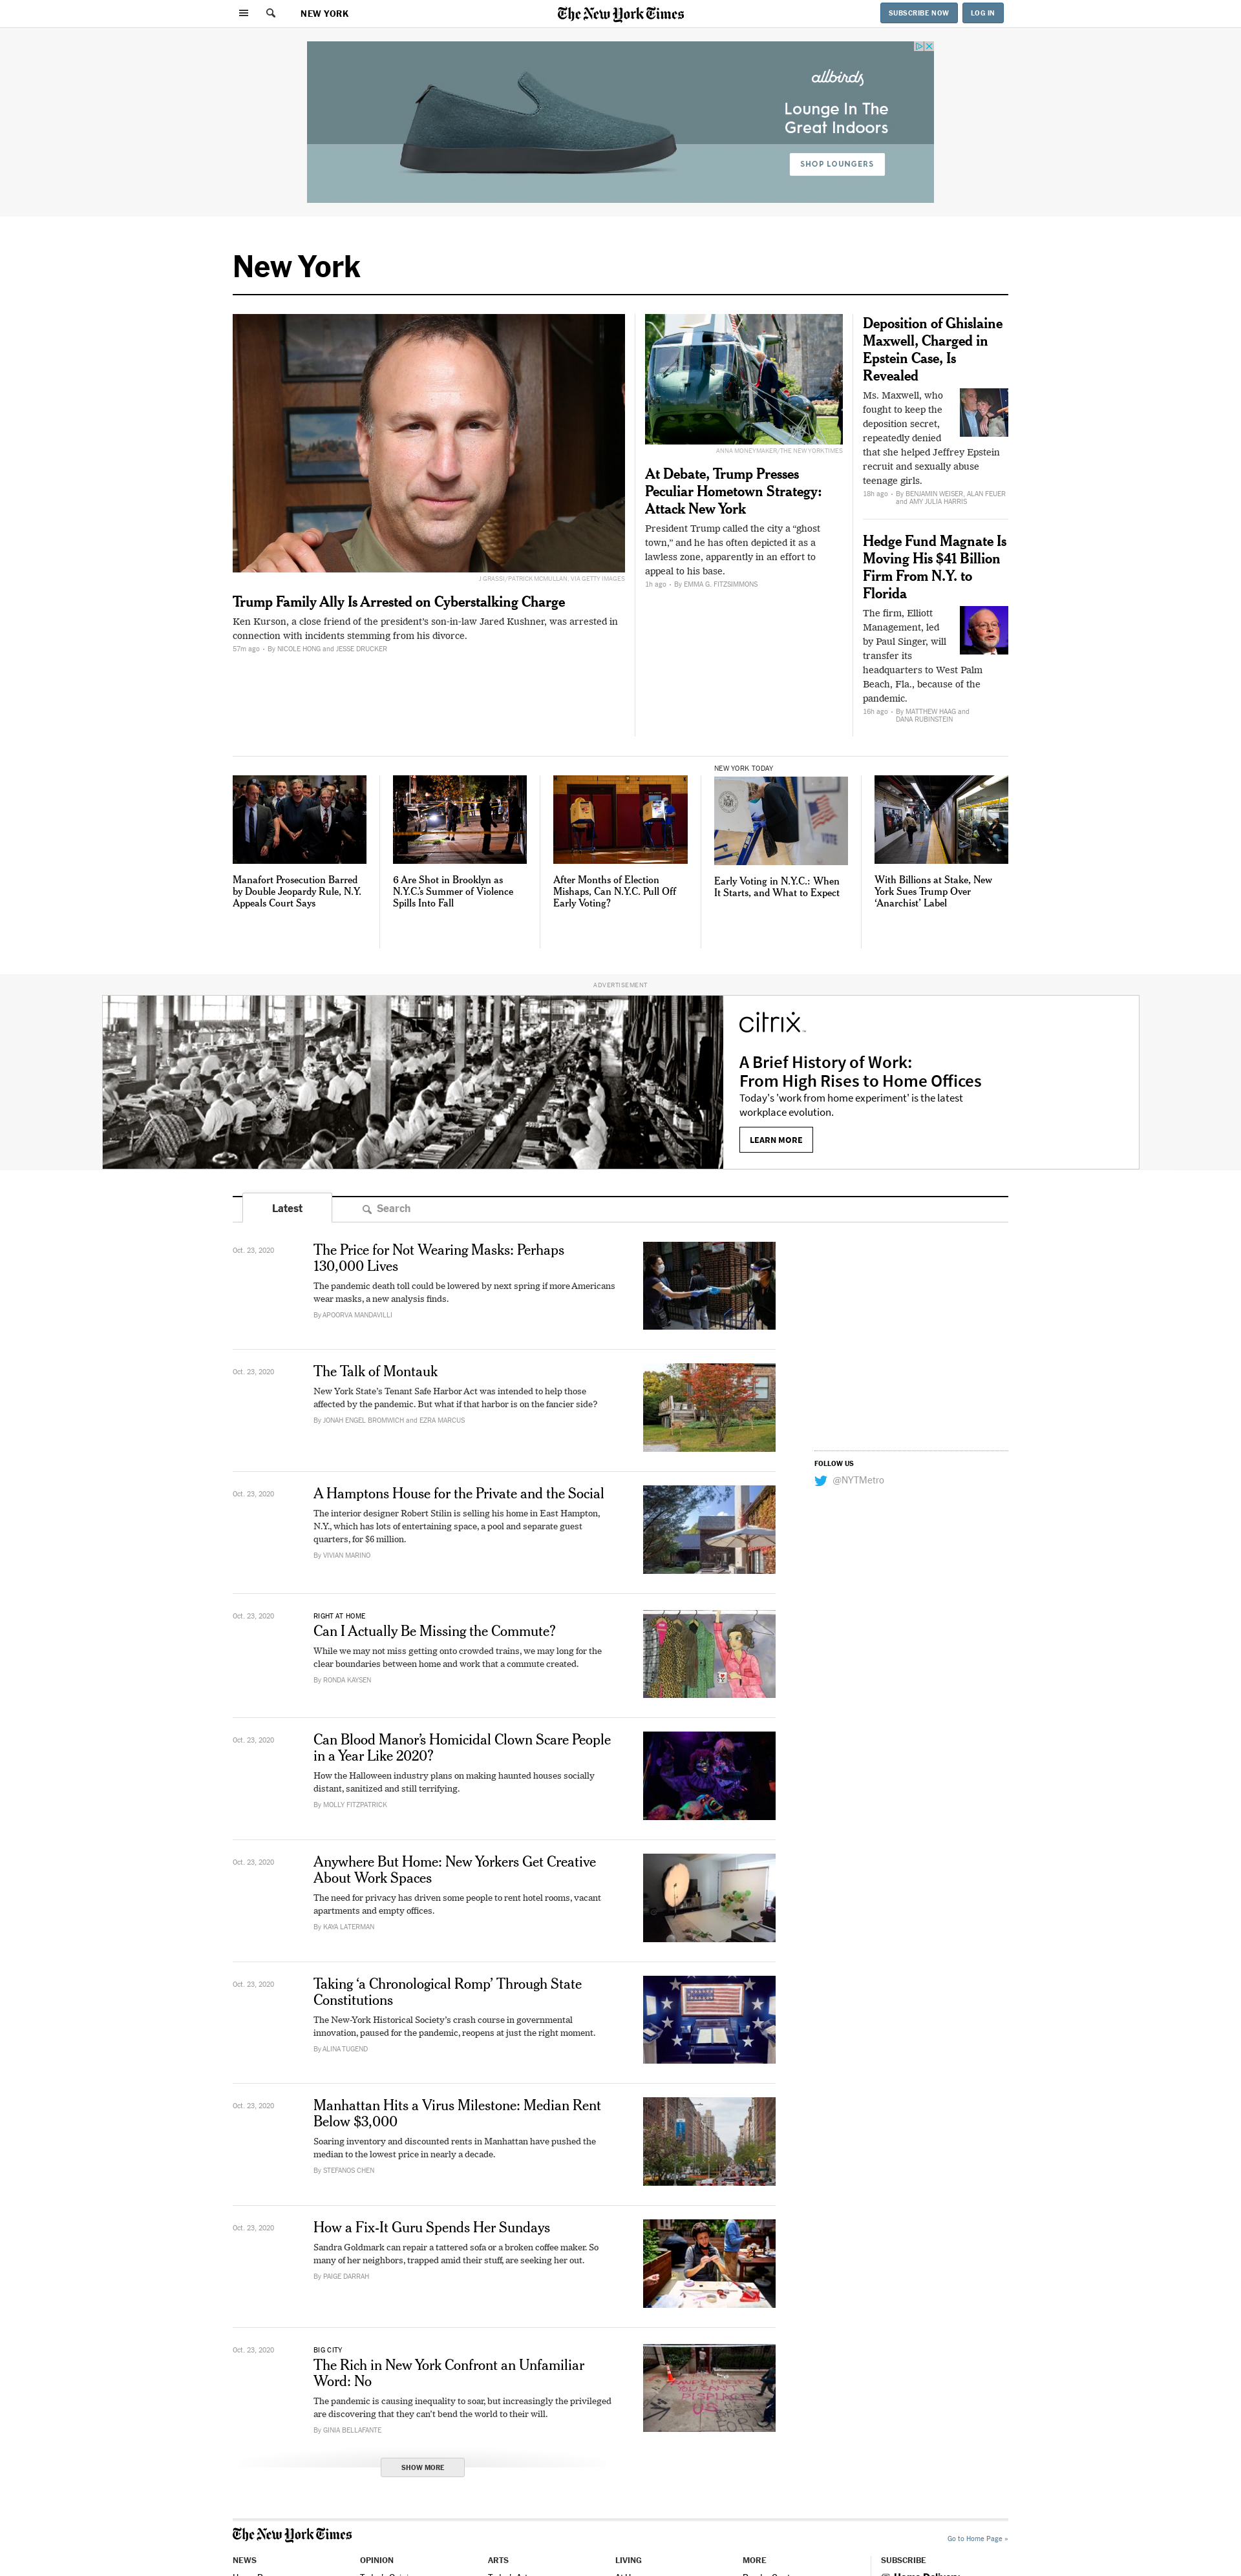 NEW YORK
The New York Times
SUBSCRIBE NOW
LOG IN
allbirds
Lounge In The
Great Indoors
SHOP LOUNGERS
New York
J GRASSI/PATRICK MCMULLAN, VIA GETTY IMAGES
Trump Family Ally Is Arrested on Cyberstalking Charge
Ken Kurson, a close friend of the president's son-in-law Jared Kushner, was arrested in
connection with incidents stemming from his divorce.
57m ago • By NICOLE HONG and JESSE DRUCKER
ANNA MONEYMAKER/THE NEW YORK TIMES
At Debate, Trump Presses
Peculiar Hometown Strategy:
Attack New York
President Trump called the city a “ghost
town,” and he has often depicted it as a
lawless zone, apparently in an effort to
appeal to his base.
1h ago • By EMMA G. FITZSIMMONS
Deposition of Ghislaine
Maxwell, Charged in
Epstein Case, Is
Revealed
Ms. Maxwell, who
fought to keep the
deposition secret,
repeatedly denied
that she helped Jeffrey Epstein
recruit and sexually abuse
teenage girls.
18h ago • By BENJAMIN WEISER, ALAN FEUER
and AMY JULIA HARRIS
Hedge Fund Magnate Is
Moving His $41 Billion
Firm From N.Y. to
Florida
The firm, Elliott
Management, led
by Paul Singer, will
transfer its
headquarters to West Palm
Beach, Fla., because of the
pandemic.
16h ago • By MATTHEW HAAG and
DANA RUBINSTEIN
Manafort Prosecution Barred
by Double Jeopardy Rule, N.Y.
Appeals Court Says
6 Are Shot in Brooklyn as
N.Y.C.’s Summer of Violence
Spills Into Fall
After Months of Election
Mishaps, Can N.Y.C. Pull Off
Early Voting?
NEW YORK TODAY
Early Voting in N.Y.C.: When
It Starts, and What to Expect
With Billions at Stake, New
York Sues Trump Over
‘Anarchist’ Label
ADVERTISEMENT
citrix
A Brief History of Work:
From High Rises to Home Offices
Today's 'work from home experiment' is the latest
workplace evolution.
LEARN MORE
Latest
Search
Oct. 23, 2020
The Price for Not Wearing Masks: Perhaps
130,000 Lives
The pandemic death toll could be lowered by next spring if more Americans
wear masks, a new analysis finds.
By APOORVA MANDAVILLI
Oct. 23, 2020
The Talk of Montauk
New York State’s Tenant Safe Harbor Act was intended to help those
affected by the pandemic. But what if that harbor is on the fancier side?
By JONAH ENGEL BROMWICH and EZRA MARCUS
FOLLOW US
@NYTMetro
Oct. 23, 2020
A Hamptons House for the Private and the Social
The interior designer Robert Stilin is selling his home in East Hampton,
N.Y., which has lots of entertaining space, a pool and separate guest
quarters, for $6 million.
By VIVIAN MARINO
Oct. 23, 2020
RIGHT AT HOME
Can I Actually Be Missing the Commute?
While we may not miss getting onto crowded trains, we may long for the
clear boundaries between home and work that a commute created.
By RONDA KAYSEN
Oct. 23, 2020
Can Blood Manor’s Homicidal Clown Scare People
in a Year Like 2020?
How the Halloween industry plans on making haunted houses socially
distant, sanitized and still terrifying.
By MOLLY FITZPATRICK
Oct. 23, 2020
Anywhere But Home: New Yorkers Get Creative
About Work Spaces
The need for privacy has driven some people to rent hotel rooms, vacant
apartments and empty offices.
By KAYA LATERMAN
Oct. 23, 2020
Taking ‘a Chronological Romp’ Through State
Constitutions
The New-York Historical Society’s crash course in governmental
innovation, paused for the pandemic, reopens at just the right moment.
By ALINA TUGEND
Oct. 23, 2020
Manhattan Hits a Virus Milestone: Median Rent
Below $3,000
Soaring inventory and discounted rents in Manhattan have pushed the
median to the lowest price in nearly a decade.
By STEFANOS CHEN
Oct. 23, 2020
How a Fix-It Guru Spends Her Sundays
Sandra Goldmark can repair a tattered sofa or a broken coffee maker. So
many of her neighbors, trapped amid their stuff, are seeking her out.
By PAIGE DARRAH
Oct. 23, 2020
BIG CITY
The Rich in New York Confront an Unfamiliar
Word: No
The pandemic is causing inequality to soar, but increasingly the privileged
are discovering that they can’t bend the world to their will.
By GINIA BELLAFANTE
SHOW MORE
The New York Times
Go to Home Page »
NEWS
OPINION
ARTS
LIVING
MORE
SUBSCRIBE